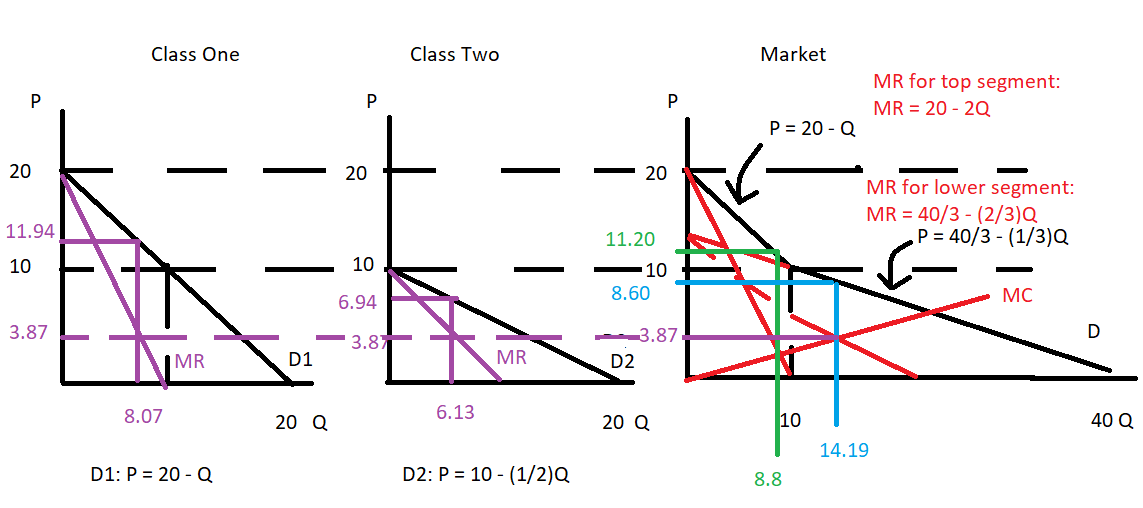 Class One
P
20
11.94
10
3.87
MR
D1
8.07
20 Q
D1: P = 20 - Q
Class Two
P
20
10
6.94
3.87
MR
D2
6.13
20 Q
D2: P = 10 - (1/2)Q
Market
P
MR for top segment:
MR = 20 - 2Q
P = 20 - Q
20
MR for lower segment:
MR = 40/3 - (2/3)Q
P = 40/3 - (1/3)Q
11.20
10
8.60
MC
3.87
D
10
40 Q
14.19
8.8